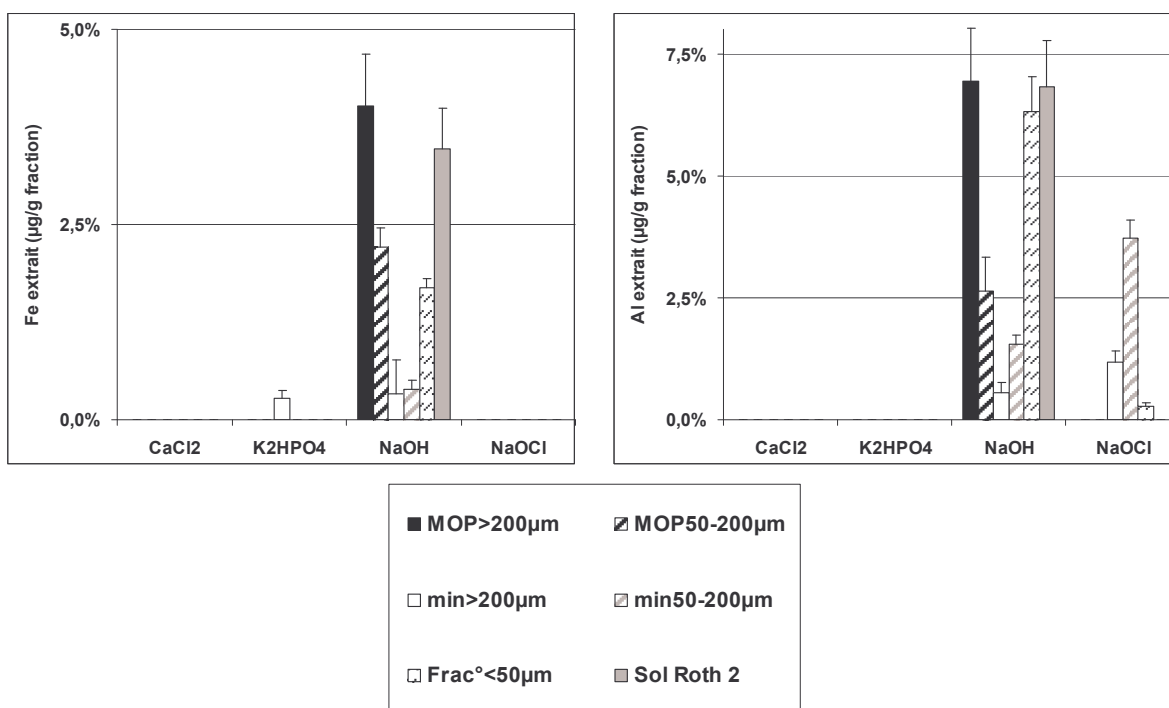 5,0%
2,5%
0,0%
Fe extrait (µg/g fraction)
CaCl2 K2HPO4 NaOH NaOCl
7,5%
5,0%
2,5%
0,0%
Al extrait (µg/g fraction)
CaCl2 K2HPO4 NaOH NaOCl
MOP>200µm MOP50-200µm
min>200µm min50-200µm
Frac°<50µm Sol Roth 2